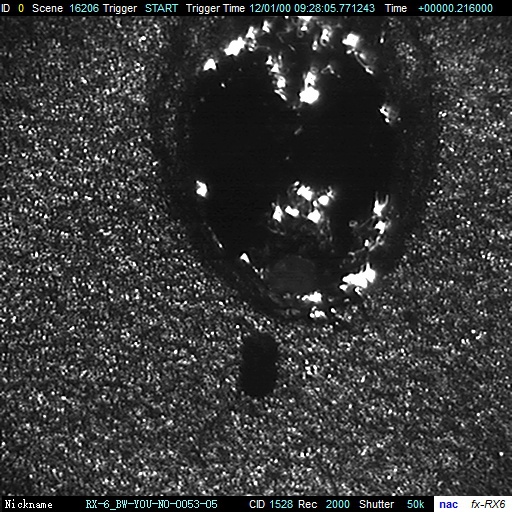 ID 0 Scene 16206 Trigger START Trigger Time 12/01/00 09:28:05.771243 Time +00000.216000
Nickname RX-6_BW-YOU-NO-0053-05 CID 1528 Rec 2000 Shutter 50k nac fx-RX6